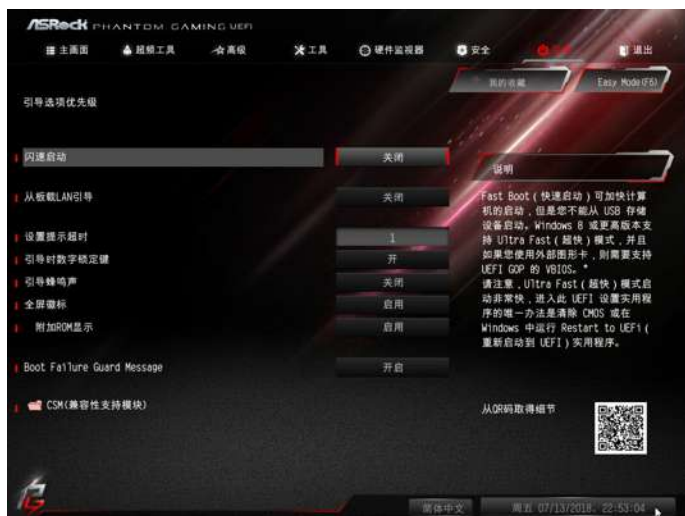 ASRock PHANTOM GAMING UEFI
主画面 超频工具 高级 工具 硬件监视器 安全 退出
我的收藏 Easy Mode(F6)
引导选项优先级
闪速启动 关闭
说明
从板载LAN引导 关闭
设置提示超时 1
引导时数字锁定键 开
引导蜂鸣声 关闭
全屏徽标 启用
附加ROM显示 启用
Boot Failure Guard Message 开启
CSM(兼容性支持模块)
Fast Boot ( 快速启动 ) 可加快计算
机的启动 , 但是您不能从 USB 存储
设备启动。Windows 8 或更高版本支
持 Ultra Fast ( 超快 ) 模式 , 并且
如果您使用外部图形卡 , 则需要支持
UEFI GOP 的 VBIOS。*
请注意 , Ultra Fast ( 超快 ) 模式启
动非常快 , 进入此 UEFI 设置实用程
序的唯一办法是清除 CMOS 或在
Windows 中运行 Restart to UEFI (
重新启动到 UEFI ) 实用程序。
从QR码取得细节
简体中文 周五 07/13/2018, 22:53:04